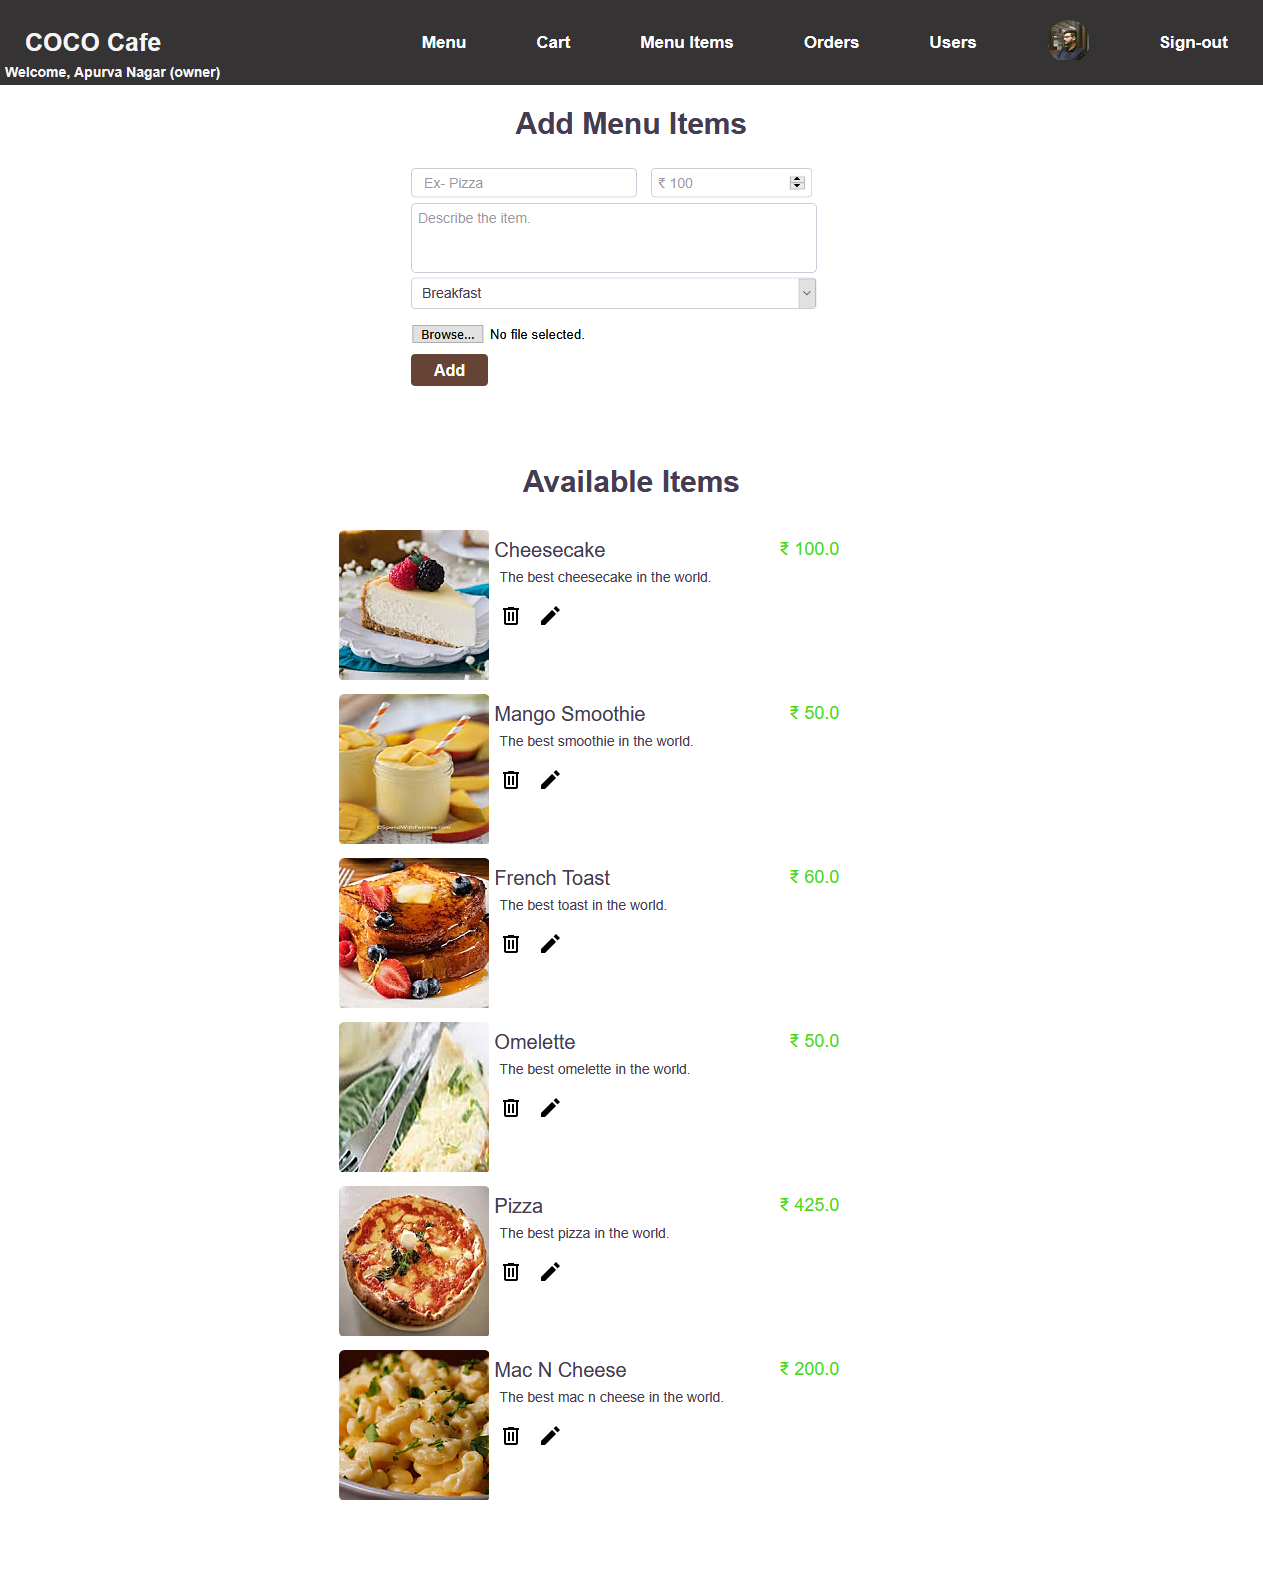 COCO Cafe
Welcome, Apurva Nagar (owner)
Menu
Cart
Menu Items
Orders
Users
Sign-out
Add Menu Items
Ex- Pizza
₹ 100
Describe the item.
Breakfast
Browse... No file selected.
Add
Available Items
Cheesecake
₹ 100.0
The best cheesecake in the world.
Mango Smoothie
₹ 50.0
The best smoothie in the world.
©SpendWithPennies.com
French Toast
₹ 60.0
The best toast in the world.
Omelette
₹ 50.0
The best omelette in the world.
Pizza
₹ 425.0
The best pizza in the world.
Mac N Cheese
₹ 200.0
The best mac n cheese in the world.